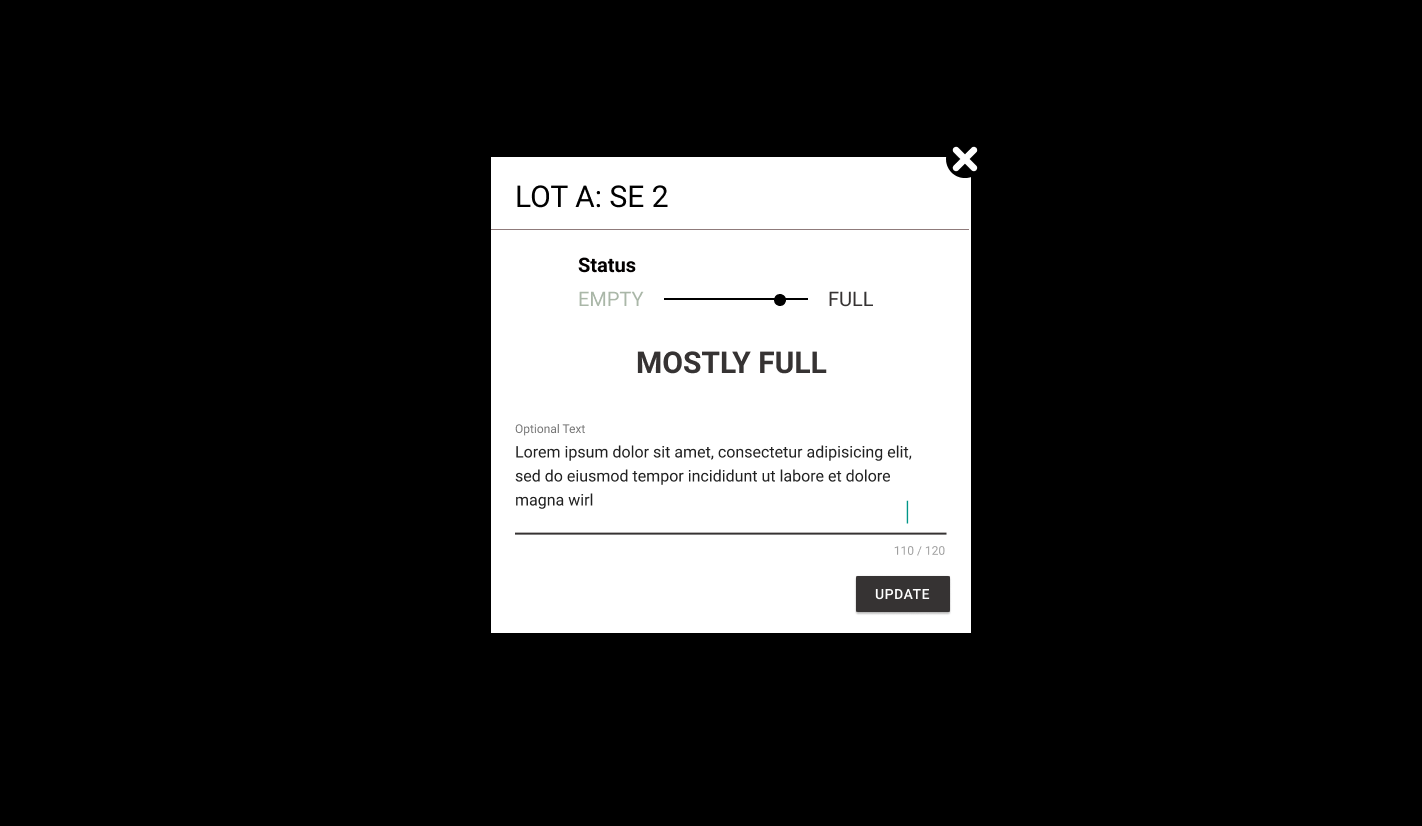 LOT A: SE 2
Status
EMPTY FULL
MOSTLY FULL
Optional Text
Lorem ipsum dolor sit amet, consectetur adipisicing elit,
sed do eiusmod tempor incididunt ut labore et dolore
magna wirl
110 / 120
UPDATE